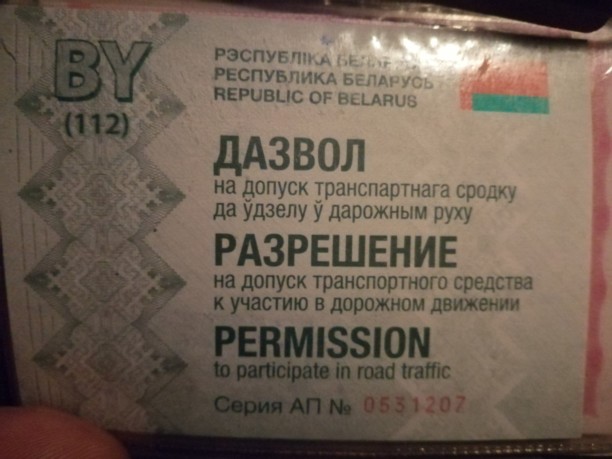 BY
(112)
РЭСПУБЛІКА БЕЛАРУСЬ
РЕСПУБЛИКА БЕЛАРУСЬ
REPUBLIC OF BELARUS
ДАЗВОЛ
на допуск транспартнага сродку
да ўдзелу ў дарожным руху
РАЗРЕШЕНИЕ
на допуск транспортного средства
к участию в дорожном движении
PERMISSION
to participate in road traffic
Серия АП № 0531207